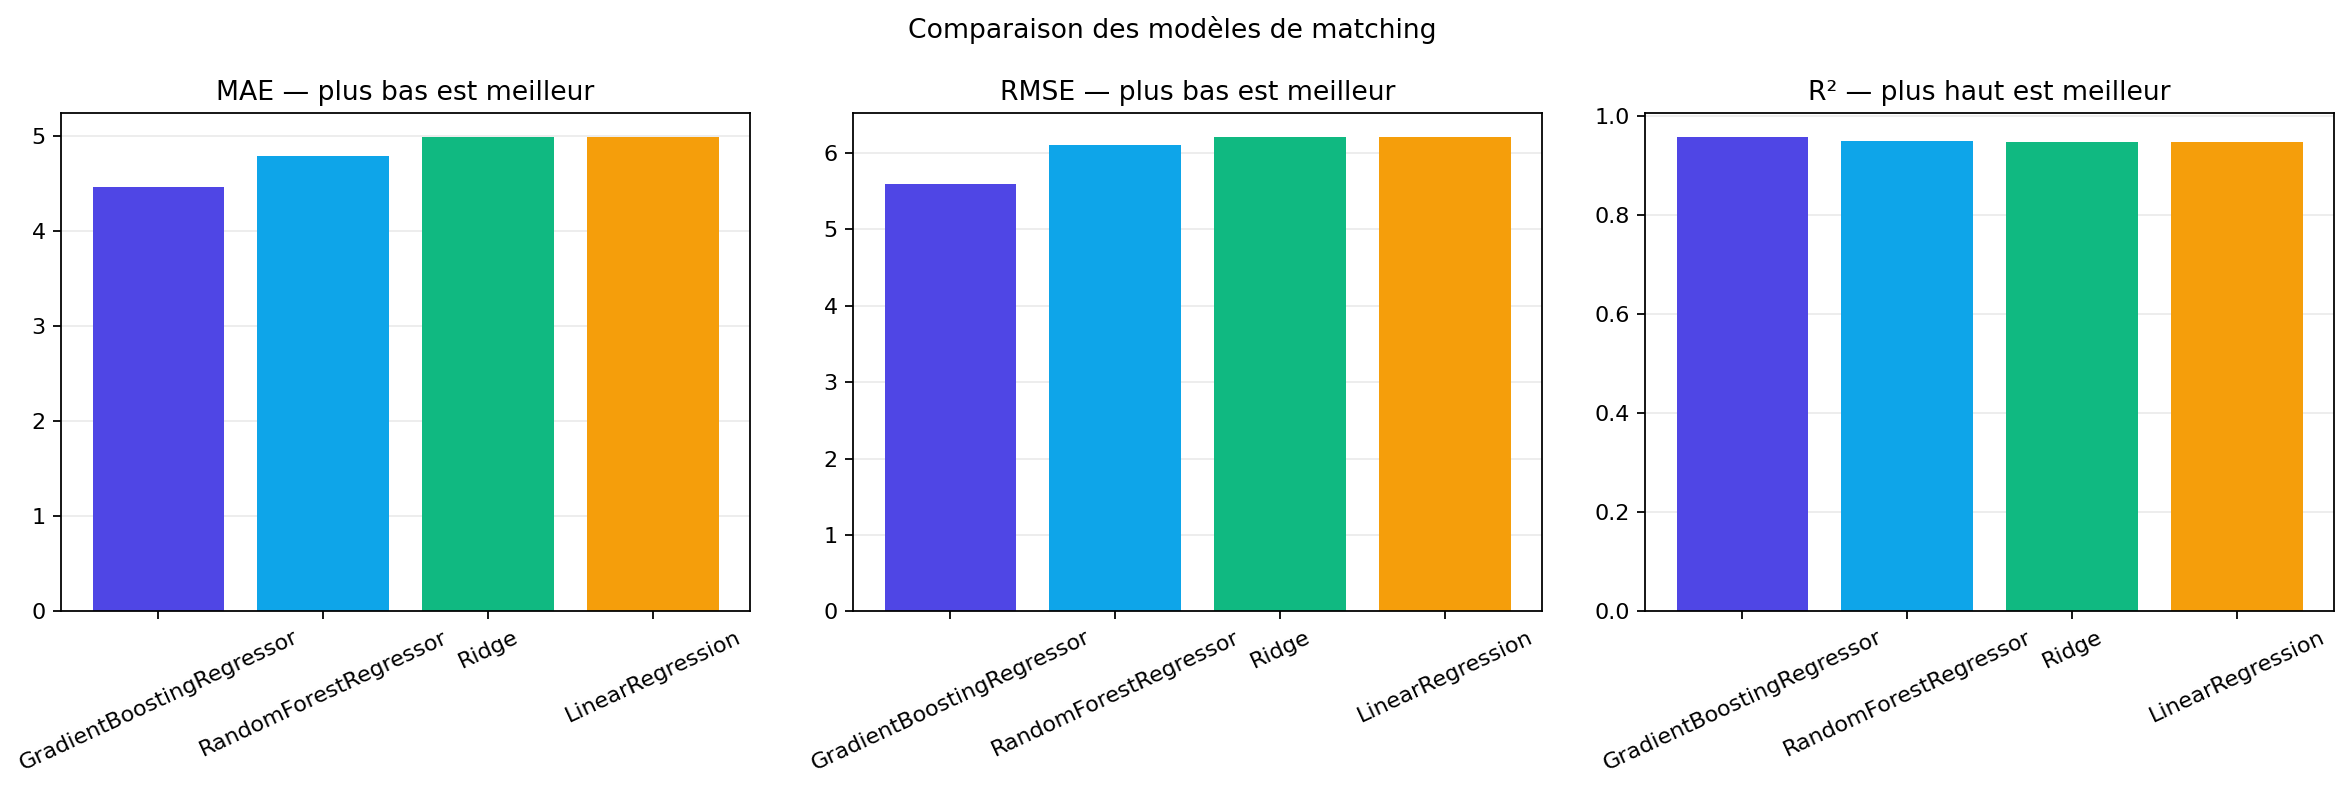 Comparaison des modèles de matching
MAE — plus bas est meilleur
5
4
3
2
1
0
GradientBoostingRegressor
RandomForestRegressor
Ridge
LinearRegression
RMSE — plus bas est meilleur
6
5
4
3
2
1
0
GradientBoostingRegressor
RandomForestRegressor
Ridge
LinearRegression
R² — plus haut est meilleur
1.0
0.8
0.6
0.4
0.2
0.0
GradientBoostingRegressor
RandomForestRegressor
Ridge
LinearRegression